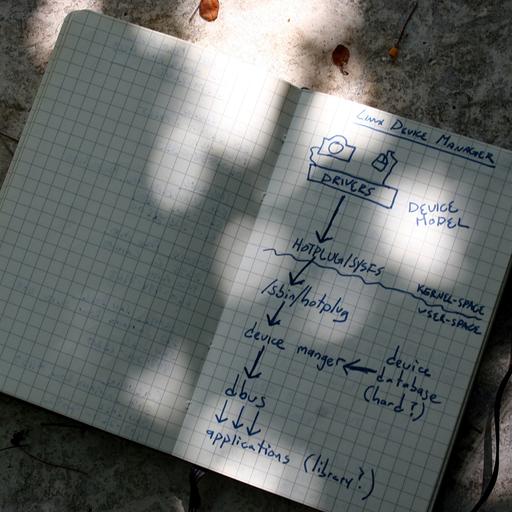 LINUX DEVICE MANAGER
DRIVERS
DEVICE
MODEL
HOTPLUG/SYSFS
KERNEL-SPACE
USER-SPACE
/sbin/hotplug
device manger
device
database
(hard?)
dbus
applications (library?)